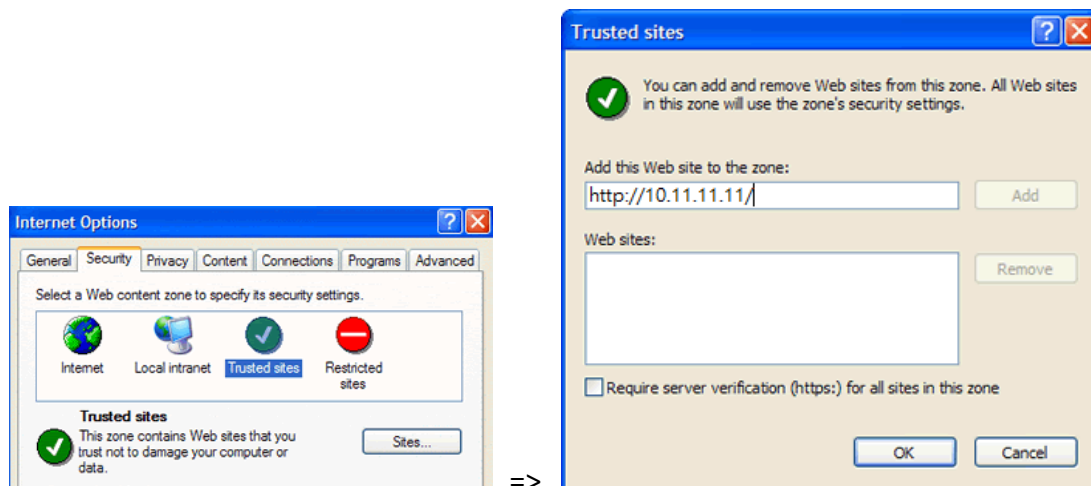 Internet Options
General Security Privacy Content Connections Programs Advanced
Select a Web content zone to specify its security settings.
Internet Local intranet Trusted sites Restricted
sites
Trusted sites
This zone contains Web sites that you
trust not to damage your computer or
data.
Sites...
=>
Trusted sites
You can add and remove Web sites from this zone. All Web sites
in this zone will use the zone's security settings.
Add this Web site to the zone:
http://10.11.11.11/
Add
Web sites:
Remove
Require server verification (https:) for all sites in this zone
OK Cancel